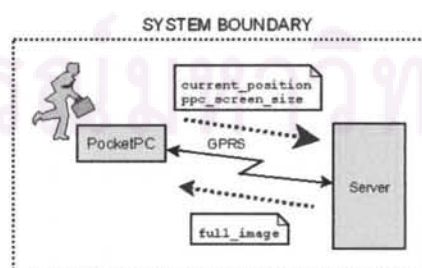 SYSTEM BOUNDARY
current_position
ppc_screen_size
PocketPC
GPRS
Server
full_image